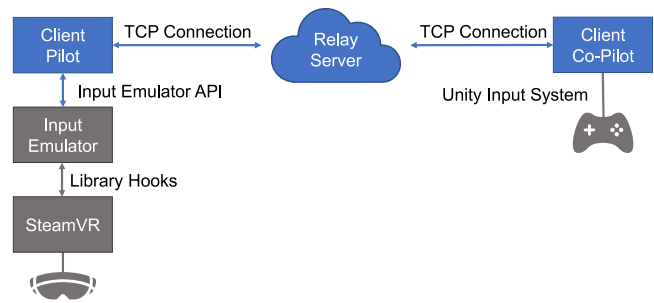 Client
Pilot
TCP Connection
Relay
Server
TCP Connection
Client
Co-Pilot
Input Emulator API
Unity Input System
Input
Emulator
Library Hooks
SteamVR